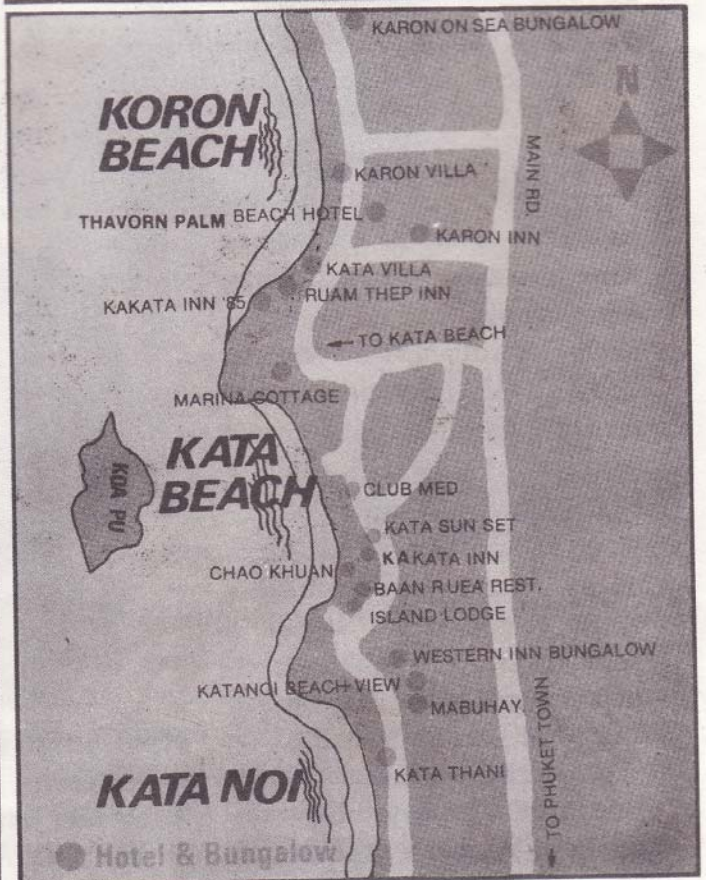 KARON ON SEA BUNGALOW
N
KORON
BEACH
MAIN RD.
KARON VILLA
THAVORN PALM BEACH HOTEL
KARON INN
KATA VILLA
RUAM THEP INN
KAKATA INN '85
TO KATA BEACH
MARINA COTTAGE
KATA
BEACH
KOA PU
CLUB MED
KATA SUN SET
KAKATA INN
CHAO KHUAN
BAAN RUEA REST.
ISLAND LODGE
WESTERN INN BUNGALOW
KATANOI BEACH VIEW
MABUHAY
KATA THANI
KATA NOI
TO PHUKET TOWN
Hotel & Bungalow